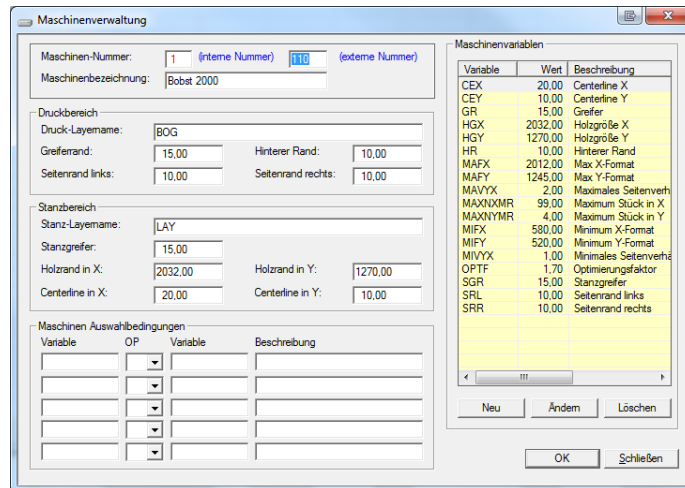 Maschinenverwaltung
Maschinen-Nummer: 1 (interne Nummer) 110 (externe Nummer)
Maschinenbezeichnung: Bobst 2000
Druckbereich
Druck-Layername: BOG
Greiferrand: 15,00 Hinterer Rand: 10,00
Seitenrand links: 10,00 Seitenrand rechts: 10,00
Stanzbereich
Stanz-Layername: LAY
Stanzgreifer: 15,00
Holzrand in X: 2032,00 Holzrand in Y: 1270,00
Centerline in X: 20,00 Centerline in Y: 10,00
Maschinen Auswahlbedingungen
Variable OP Variable Beschreibung
Maschinenvariablen
Variable Wert Beschreibung
CEX 20,00 Centerline X
CEY 10,00 Centerline Y
GR 15,00 Greifer
HGX 2032,00 Holzgröße X
HGY 1270,00 Holzgröße Y
HR 10,00 Hinterer Rand
MAFX 2012,00 Max X-Format
MAFY 1245,00 Max Y-Format
MAVYX 2,00 Maximales Seitenverh
MAXNXMR 99,00 Maximum Stück in X
MAXNYMR 4,00 Maximum Stück in Y
MIFX 580,00 Minimum X-Format
MIFY 520,00 Minimum Y-Format
MIVYX 1,00 Minimales Seitenverhä
OPTF 1,70 Optimierungsfaktor
SGR 15,00 Stanzgreifer
SRL 10,00 Seitenrand links
SRR 10,00 Seitenrand rechts
Neu Ändern Löschen
OK Schließen